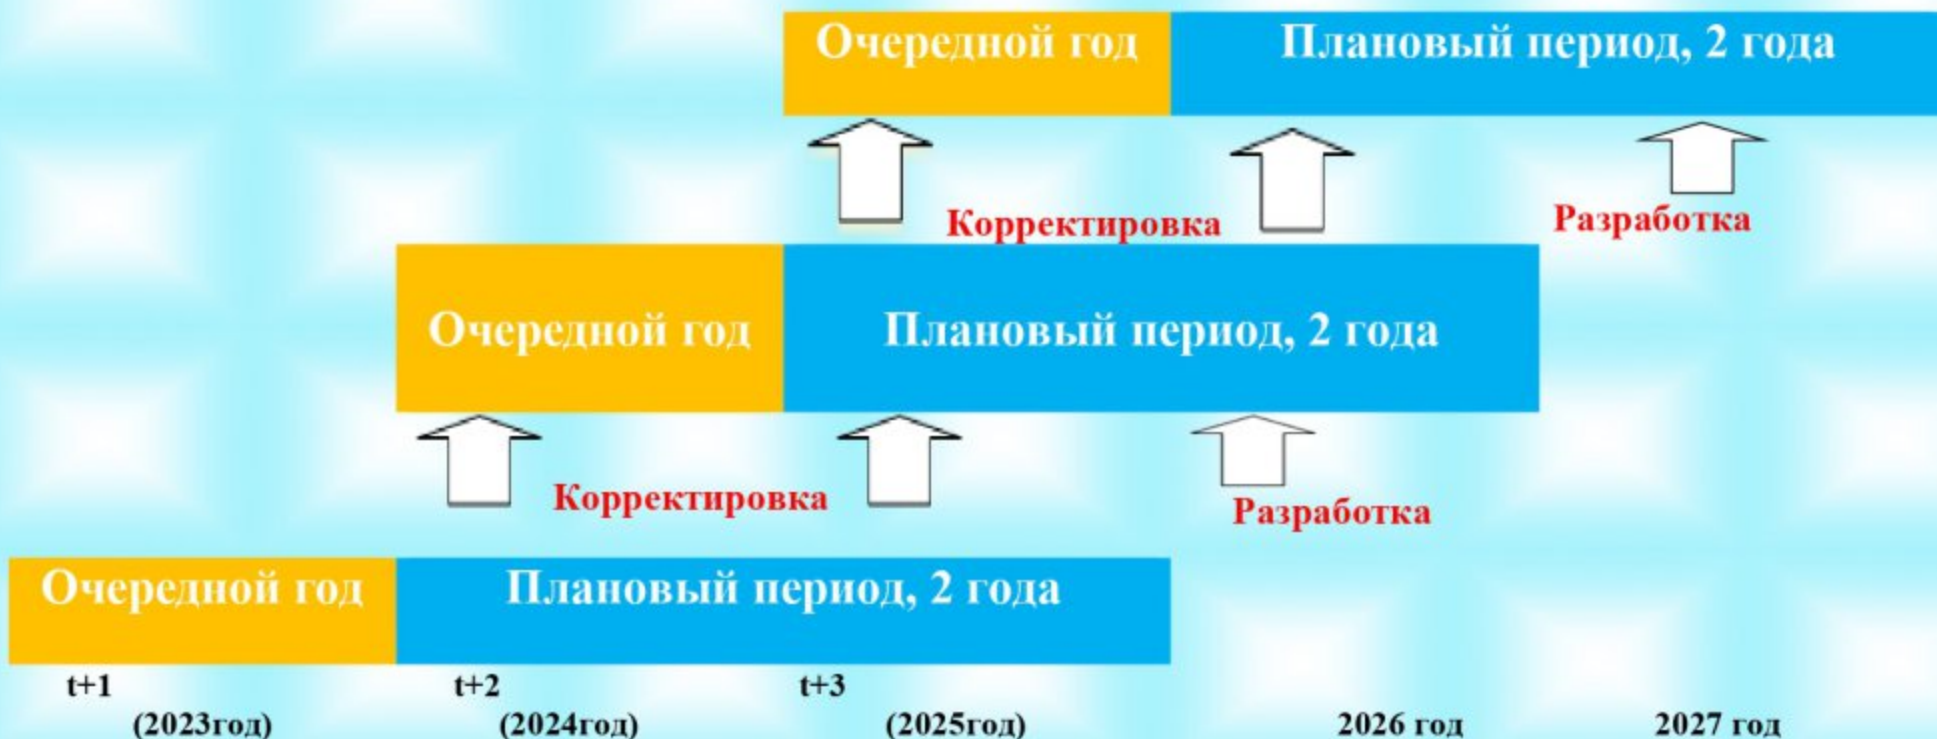 Очередной год Плановый период, 2 года
Корректировка Разработка
Очередной год Плановый период, 2 года
Корректировка Разработка
Очередной год Плановый период, 2 года
t+1 t+2 t+3
(2023год) (2024год) (2025год) 2026 год 2027 год